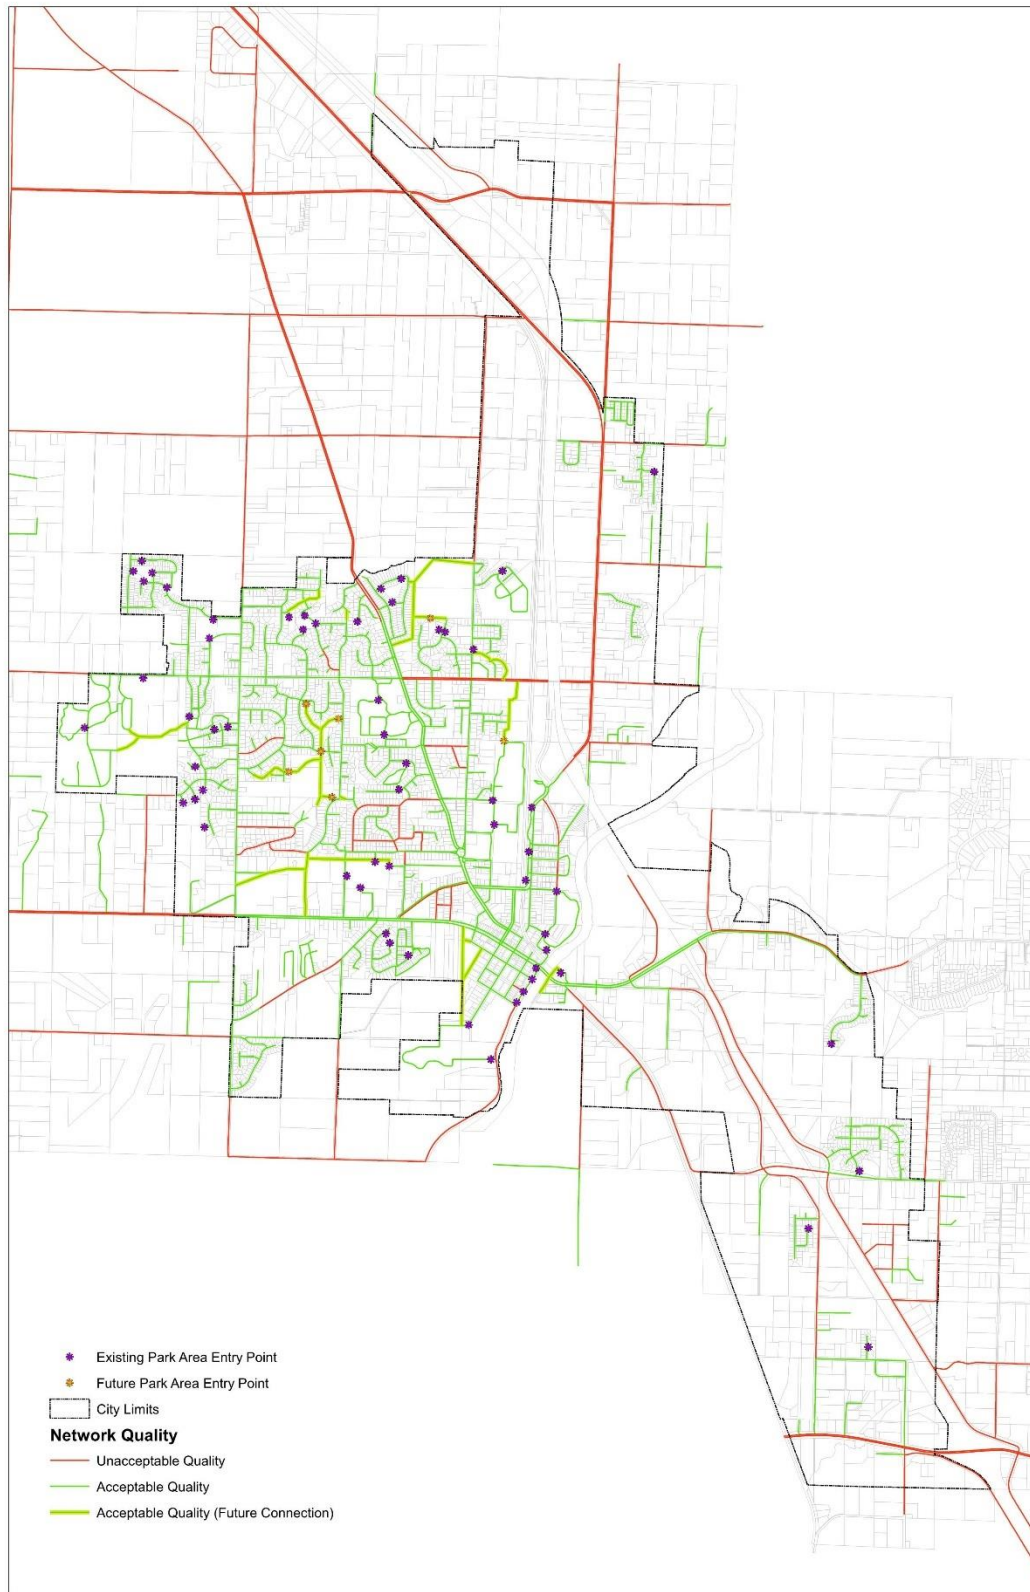 Existing Park Area Entry Point
Future Park Area Entry Point
City Limits
Network Quality
Unacceptable Quality
Acceptable Quality
Acceptable Quality (Future Connection)